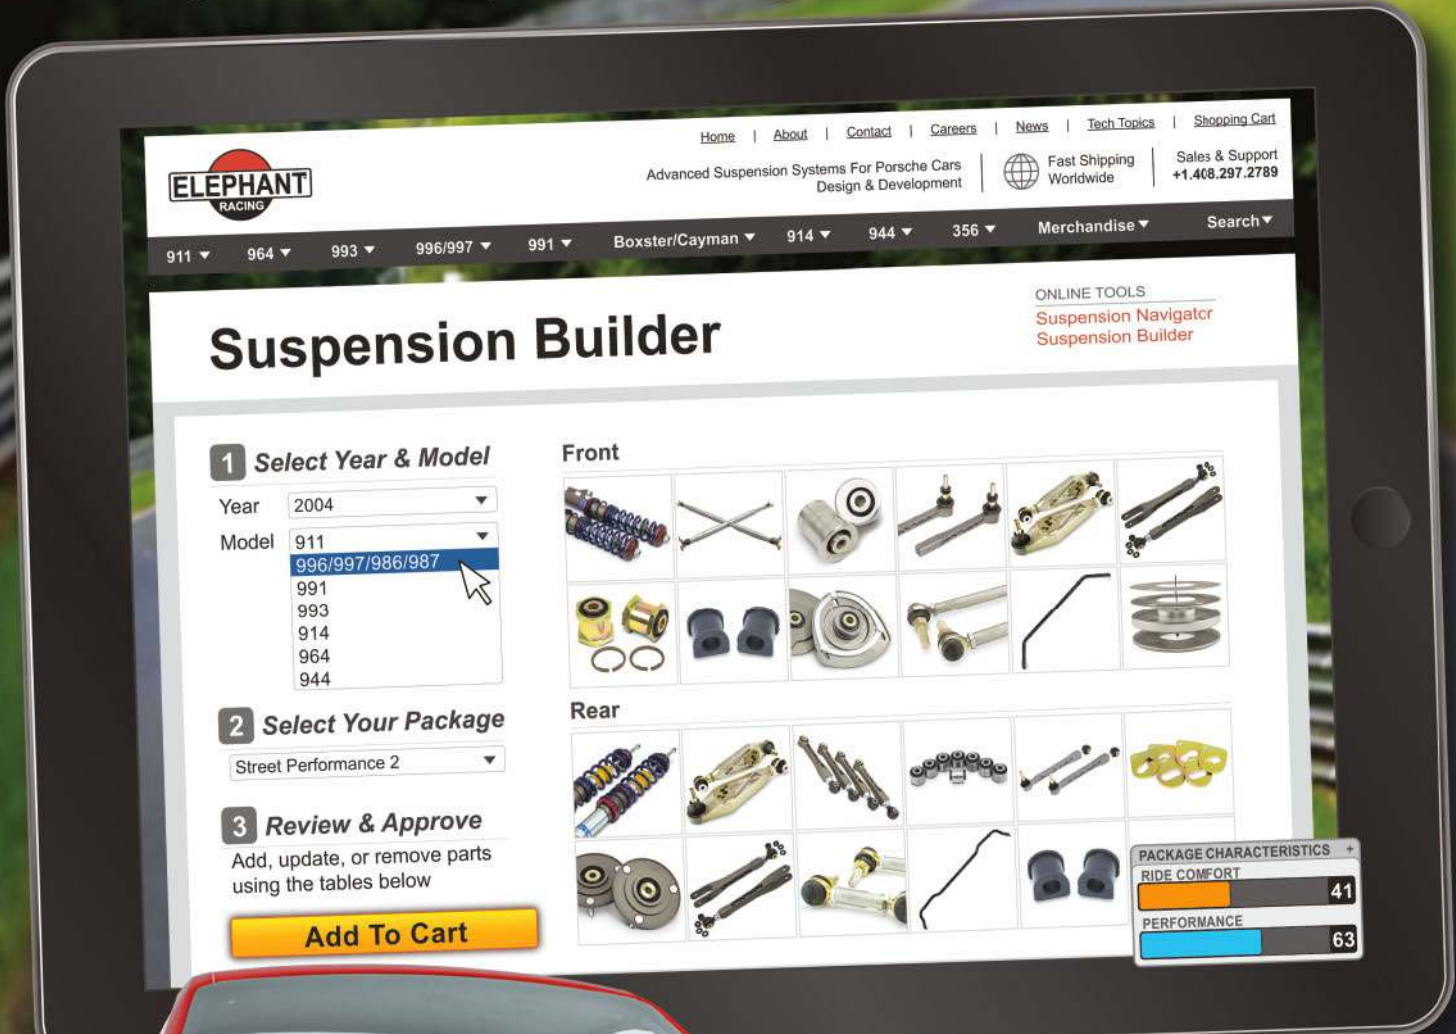 Home | About | Contact | Careers | News | Tech Topics | Shopping Cart
ELEPHANT
RACING
Advanced Suspension Systems For Porsche Cars
Design & Development
Fast Shipping
Worldwide
Sales & Support
+1.408.297.2789
911 964 993 996/997 991 Boxster/Cayman 914 944 356 Merchandise Search
Suspension Builder
ONLINE TOOLS
Suspension Navigator
Suspension Builder
1 Select Year & Model
Year 2004
Model 911
996/997/986/987
991
993
914
964
944
2 Select Your Package
Street Performance 2
3 Review & Approve
Add, update, or remove parts
using the tables below
Add To Cart
Front
Rear
PACKAGE CHARACTERISTICS +
RIDE COMFORT
41
PERFORMANCE
63